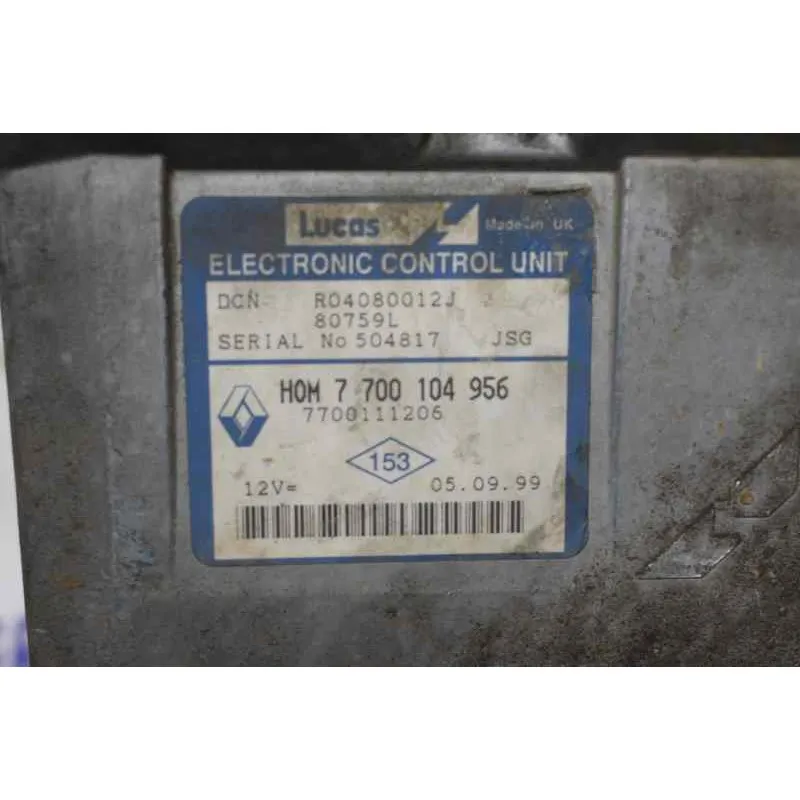 Lucas Made in UK
ELECTRONIC CONTROL UNIT
DCN R04080012J
80759L
SERIAL No 504817 JSG
HOM 7 700 104 956
7700111206
153
12V= 05.09.99